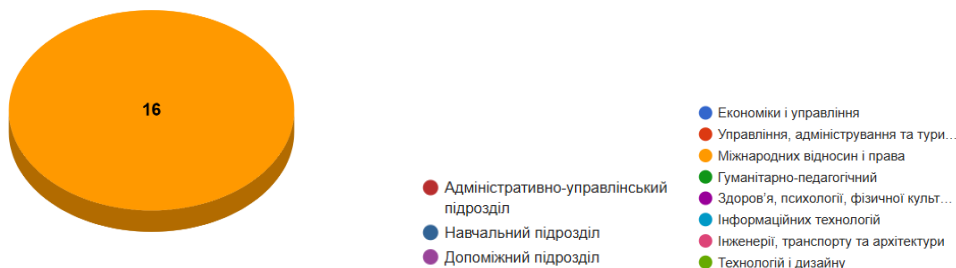 16
Адміністративно-управлінський
підрозділ
Навчальний підрозділ
Допоміжний підрозділ
Економіки і управління
Управління, адміністрування та тури...
Міжнародних відносин і права
Гуманітарно-педагогічний
Здоров'я, психології, фізичної культ...
Інформаційних технологій
Інженерії, транспорту та архітектури
Технологій і дизайну